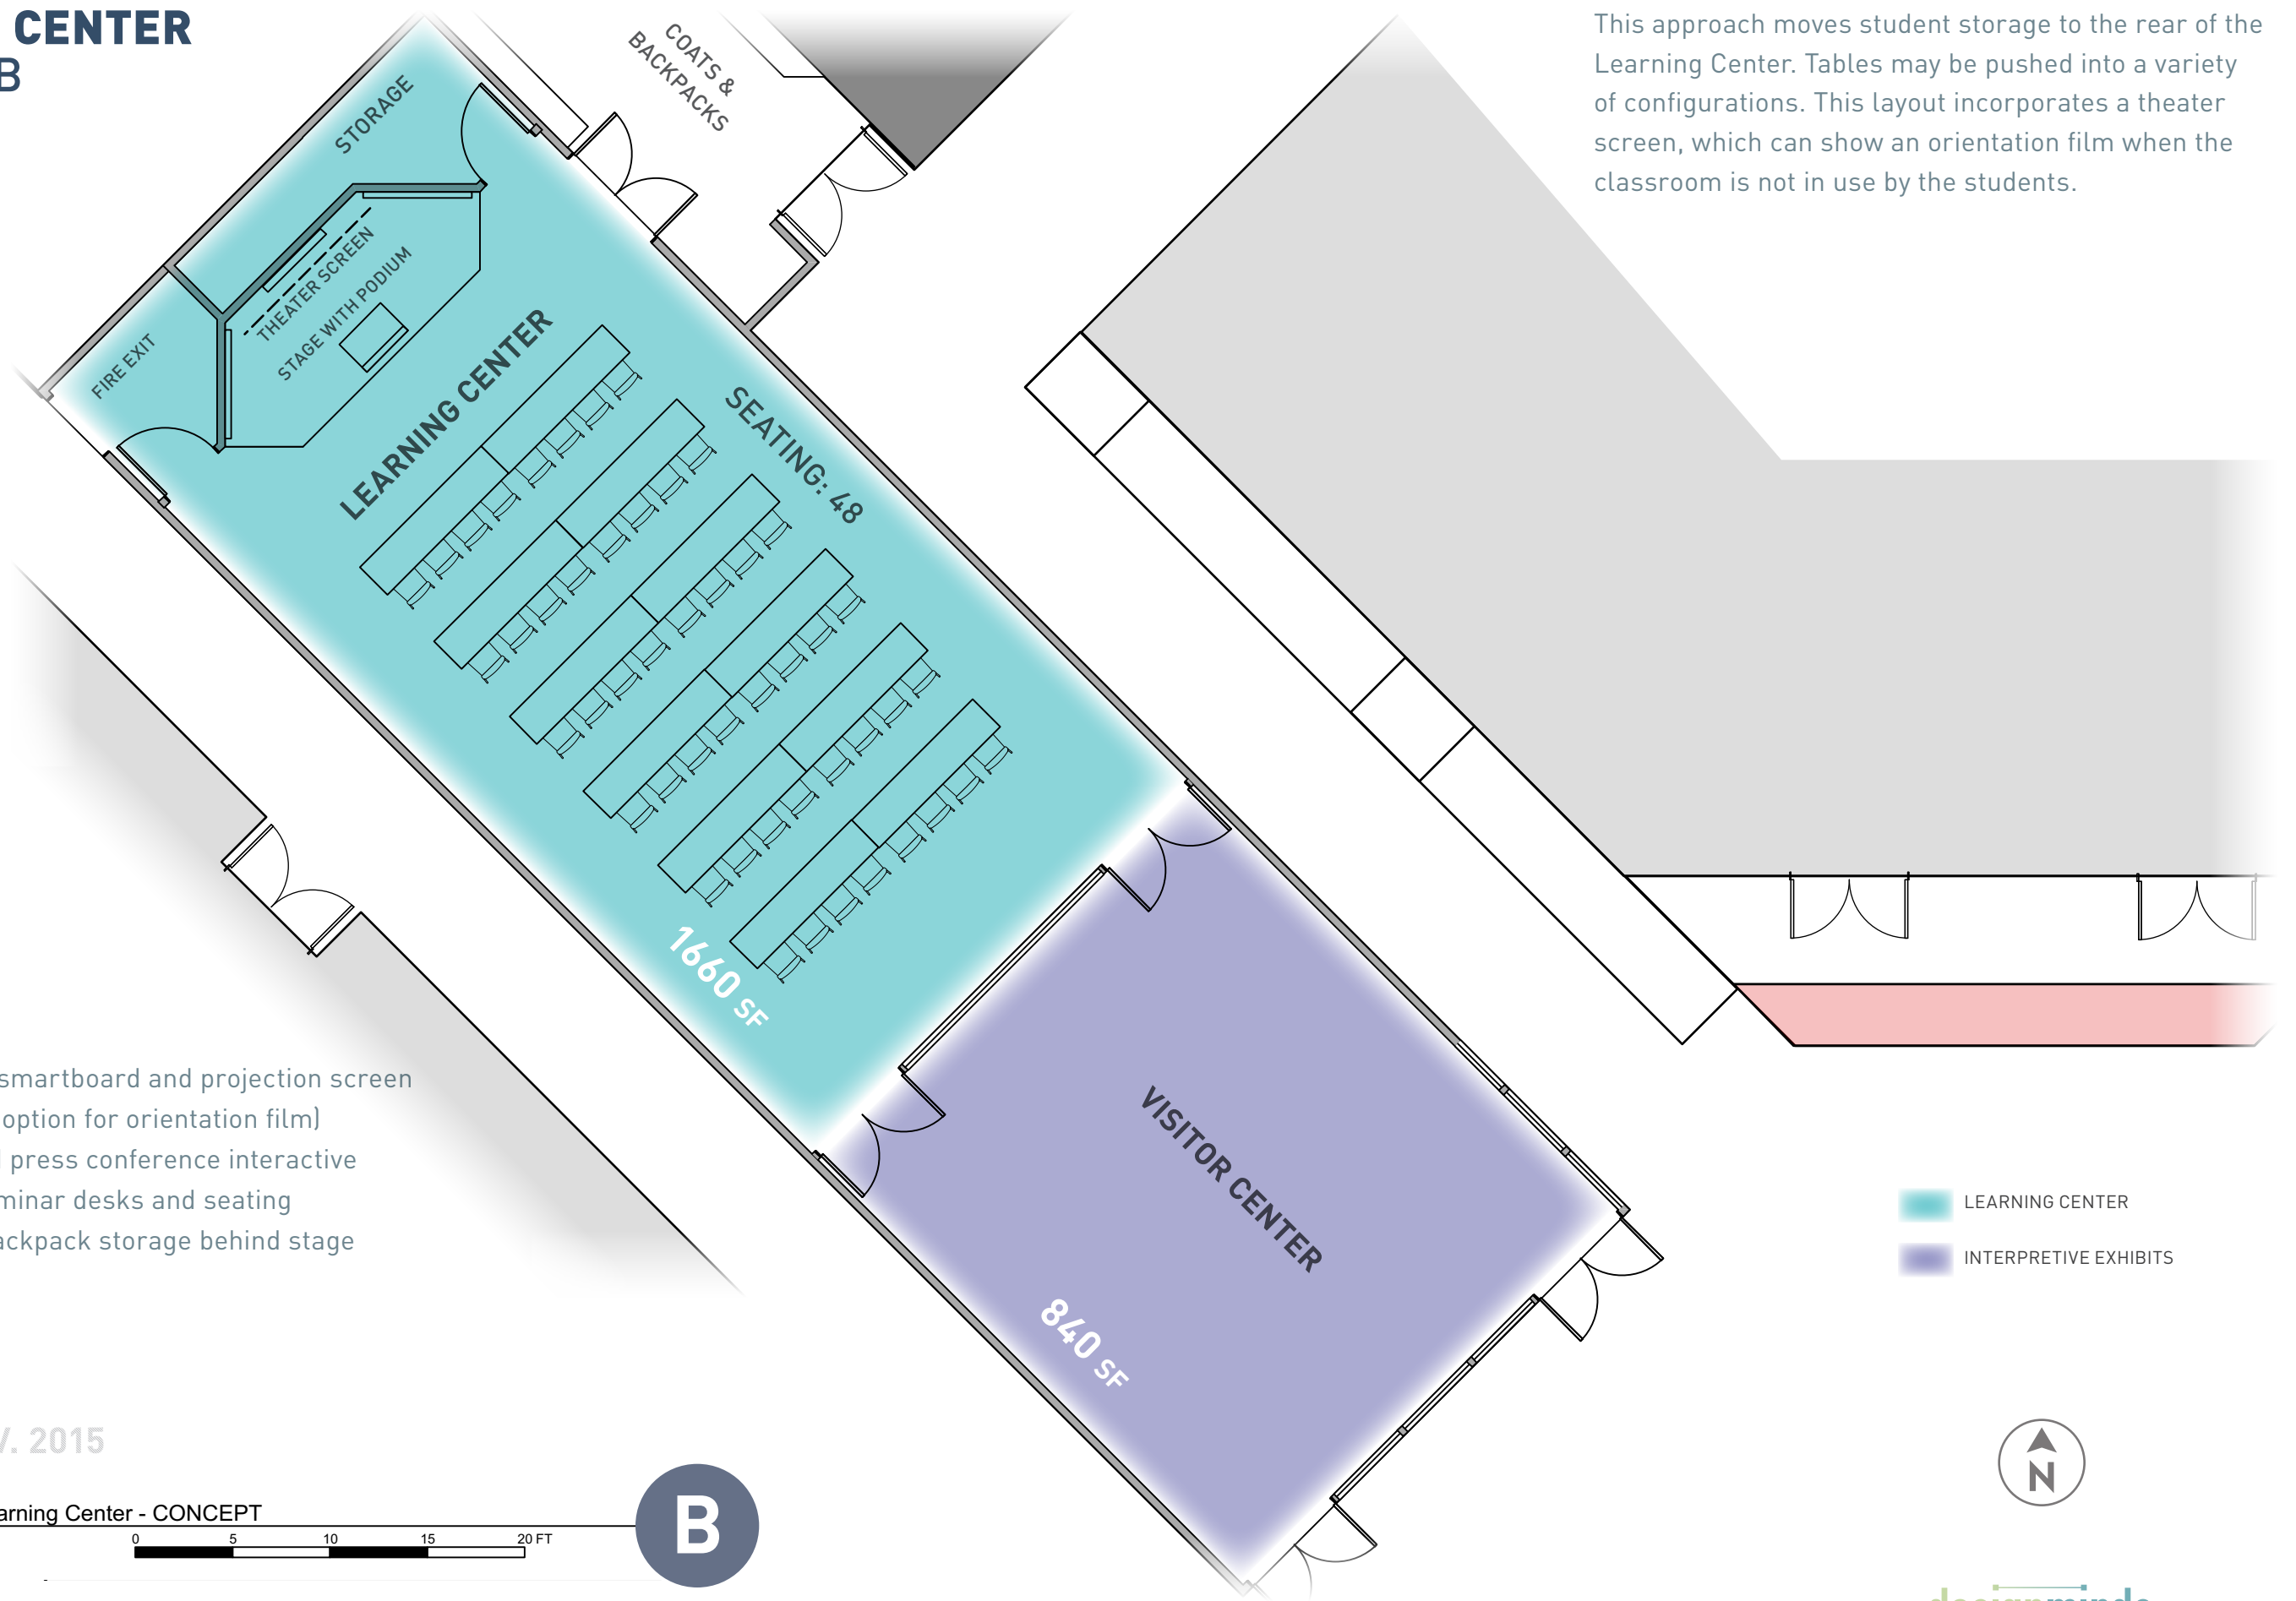 CENTER
B
This approach moves student storage to the rear of the
Learning Center. Tables may be pushed into a variety
of configurations. This layout incorporates a theater
screen, which can show an orientation film when the
classroom is not in use by the students.
COATS &
BACKPACKS
STORAGE
THEATER SCREEN
STAGE WITH PODIUM
FIRE EXIT
LEARNING CENTER
SEATING: 48
1660 SF
VISITOR CENTER
840 SF
smartboard and projection screen
option for orientation film)
press conference interactive
desks and seating
storage behind stage
LEARNING CENTER
INTERPRETIVE EXHIBITS
2015
Center - CONCEPT
0 5 10 15 20 FT
B
N